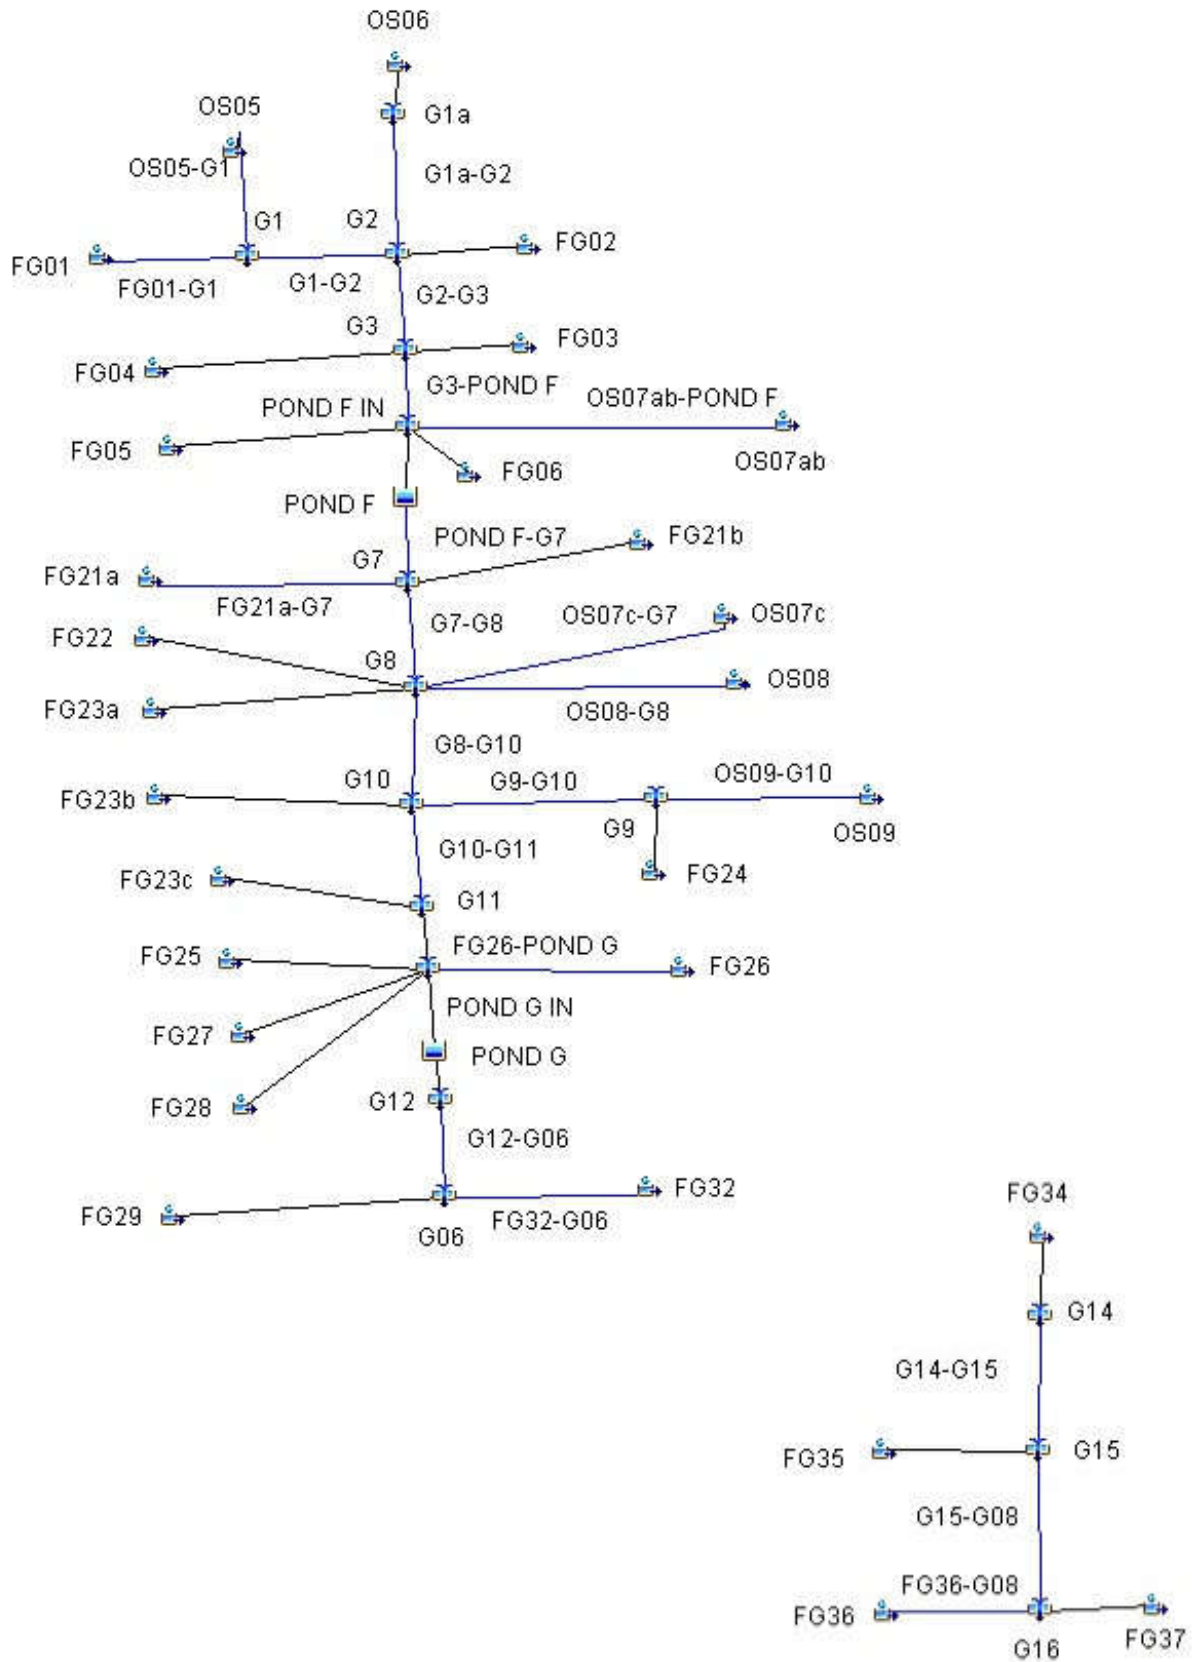 OS06
G1a
OS05
OS05-G1
G1a-G2
G1
G2
FG02
FG01
FG01-G1
G1-G2
G2-G3
G3
FG03
FG04
G3-POND F
OS07ab-POND F
POND F IN
FG05
FG06
OS07ab
POND F
POND F-G7
FG21b
G7
FG21a
FG21a-G7
G7-G8
OS07c-G7
OS07c
FG22
G8
OS08
FG23a
OS08-G8
G8-G10
G10
G9-G10
OS09-G10
FG23b
G9
OS09
G10-G11
FG23c
FG24
G11
FG26-POND G
FG25
FG26
POND G IN
FG27
POND G
G12
FG28
G12-G06
FG32
FG29
FG32-G06
G06
FG34
G14
G14-G15
FG35
G15
G15-G08
FG36-G08
FG36
G16
FG37